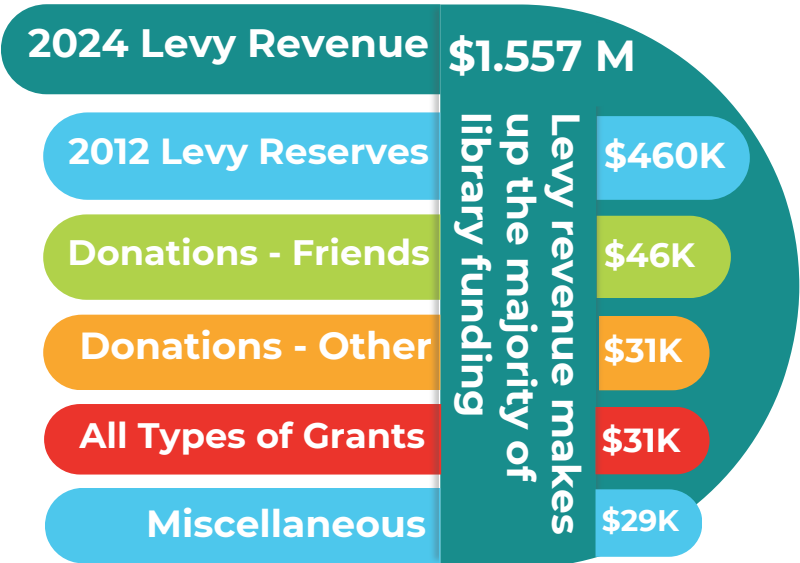 2024 Levy Revenue $1.557 M
2012 Levy Reserves $460K
Donations - Friends $46K
Donations - Other $31K
All Types of Grants $31K
Miscellaneous $29K
Levy revenue makes
up the majority of
library funding